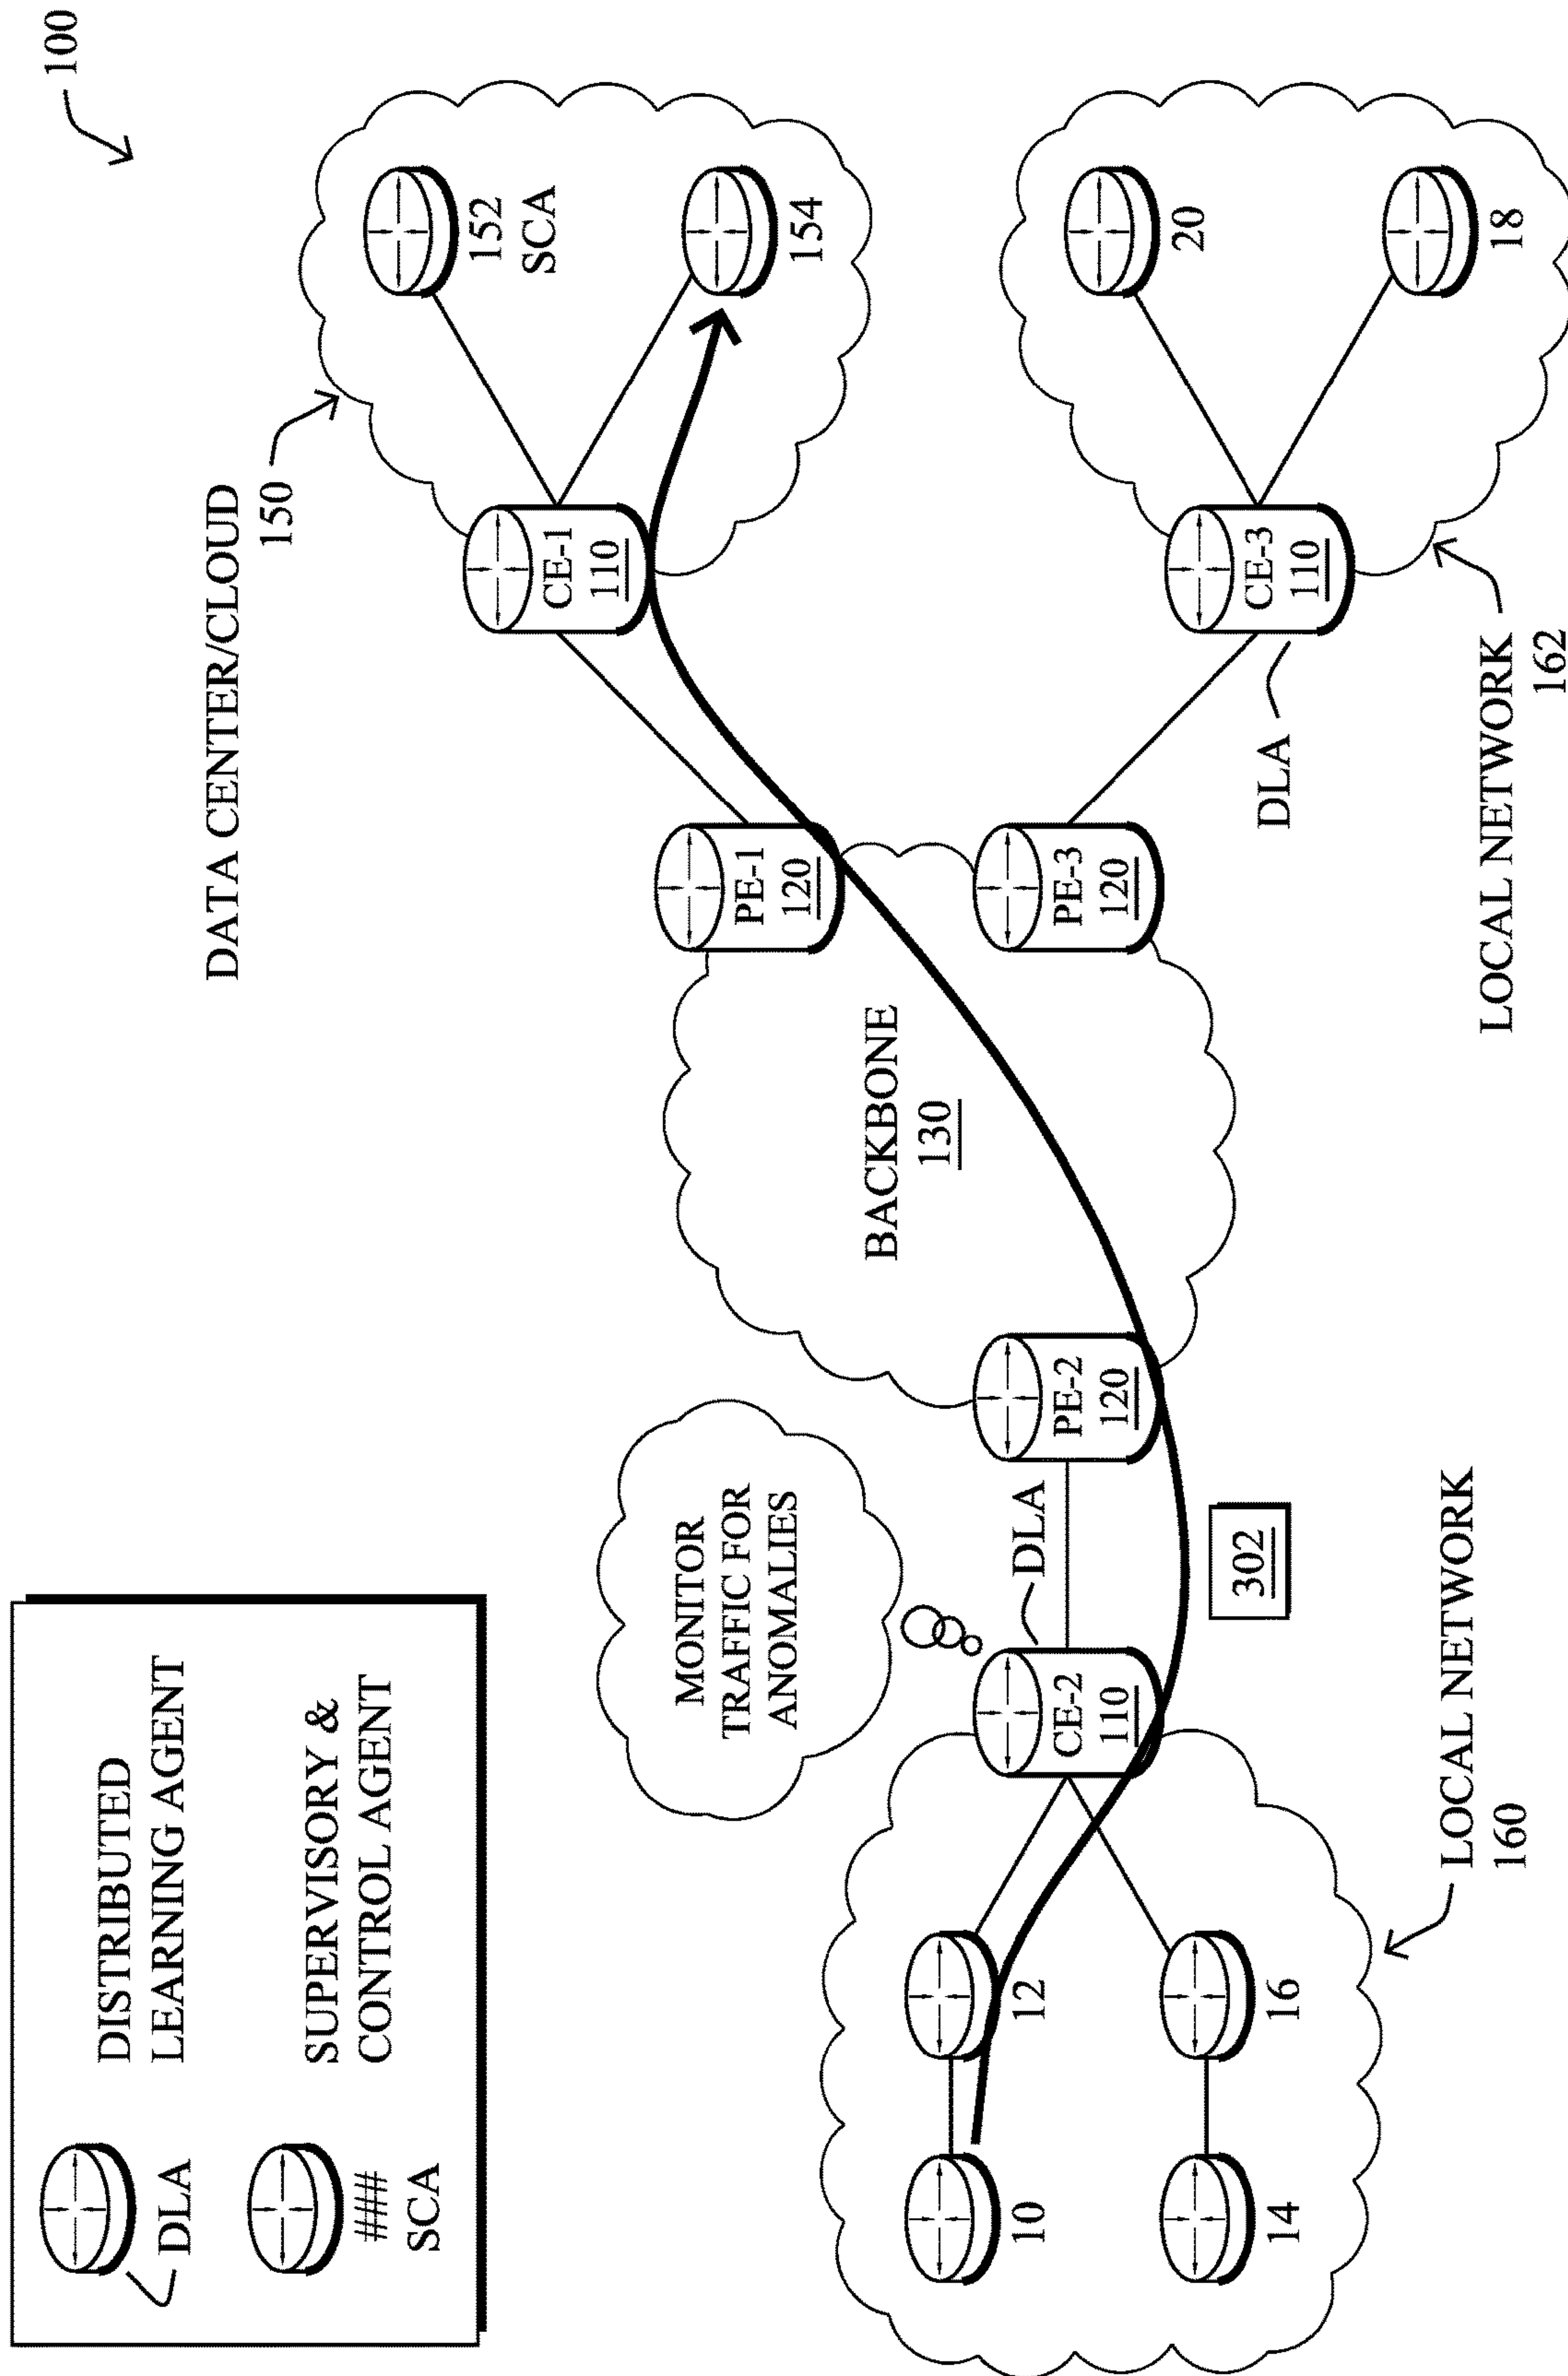 100
DISTRIBUTED
LEARNING AGENT
DLA
SUPERVISORY &
CONTROL AGENT
###
SCA
DATA CENTER/CLOUD
150
152
SCA
154
CE-1
110
PE-1
120
BACKBONE
130
MONITOR
TRAFFIC FOR
ANOMALIES
PE-2
120
PE-3
120
DLA
CE-2
110
302
10
12
14
16
LOCAL NETWORK
160
CE-3
110
DLA
20
18
LOCAL NETWORK
162